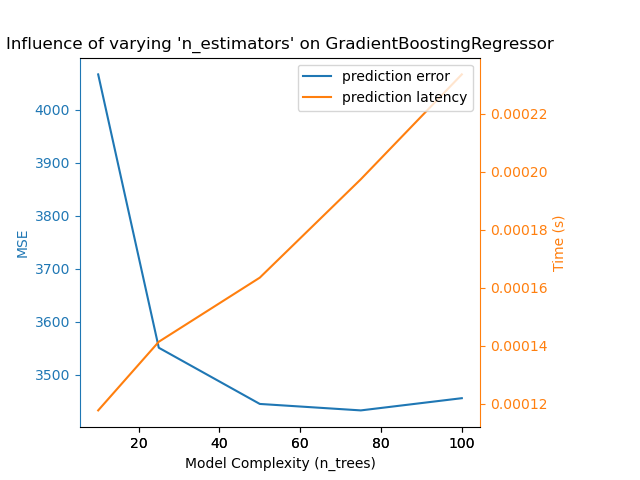 Influence of varying 'n_estimators' on GradientBoostingRegressor
prediction error
prediction latency
4000
3900
3800
3700
3600
3500
MSE
0.00022
0.00020
0.00018
0.00016
0.00014
0.00012
Time (s)
20 40 60 80 100
Model Complexity (n_trees)